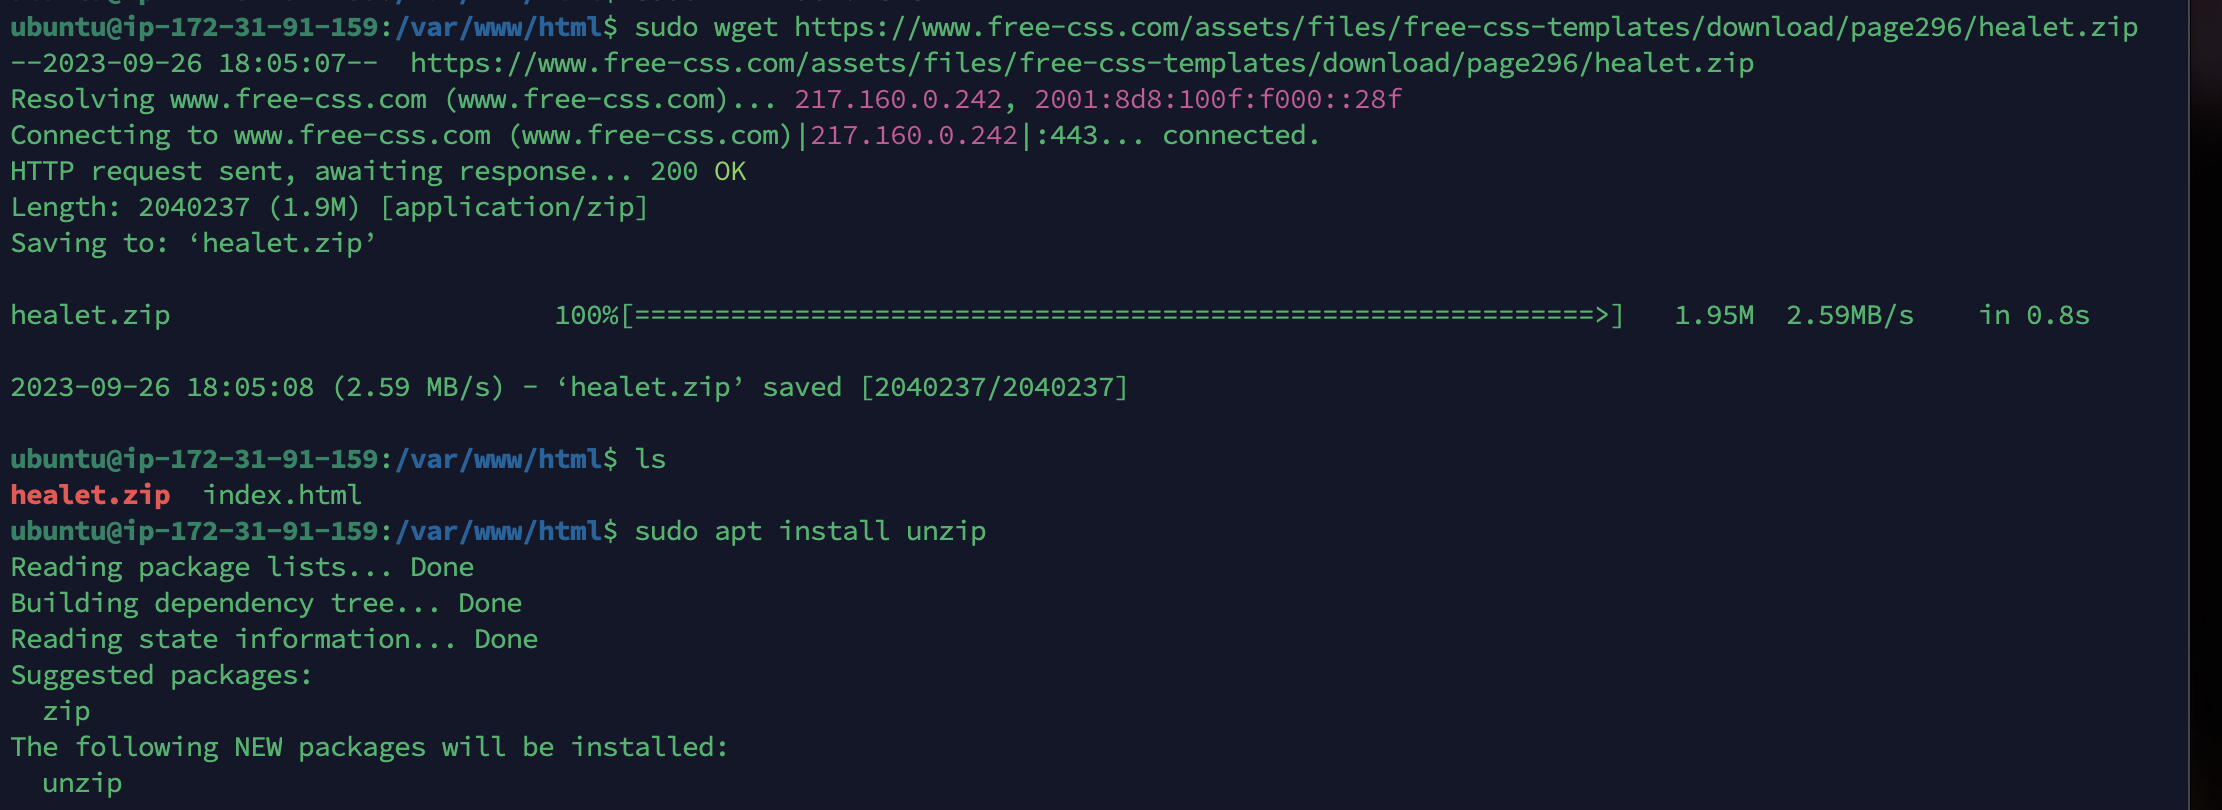 ubuntu@ip-172-31-91-159:/var/www/html$ sudo wget https://www.free-css.com/assets/files/free-css-templates/download/page296/healet.zip
--2023-09-26 18:05:07--  https://www.free-css.com/assets/files/free-css-templates/download/page296/healet.zip
Resolving www.free-css.com (www.free-css.com)... 217.160.0.242, 2001:8d8:100f:f000::28f
Connecting to www.free-css.com (www.free-css.com)|217.160.0.242|:443... connected.
HTTP request sent, awaiting response... 200 OK
Length: 2040237 (1.9M) [application/zip]
Saving to: ‘healet.zip’
healet.zip                        100%[============================================================>]   1.95M  2.59MB/s    in 0.8s
2023-09-26 18:05:08 (2.59 MB/s) - ‘healet.zip’ saved [2040237/2040237]
ubuntu@ip-172-31-91-159:/var/www/html$ ls
healet.zip  index.html
ubuntu@ip-172-31-91-159:/var/www/html$ sudo apt install unzip
Reading package lists... Done
Building dependency tree... Done
Reading state information... Done
Suggested packages:
  zip
The following NEW packages will be installed:
  unzip